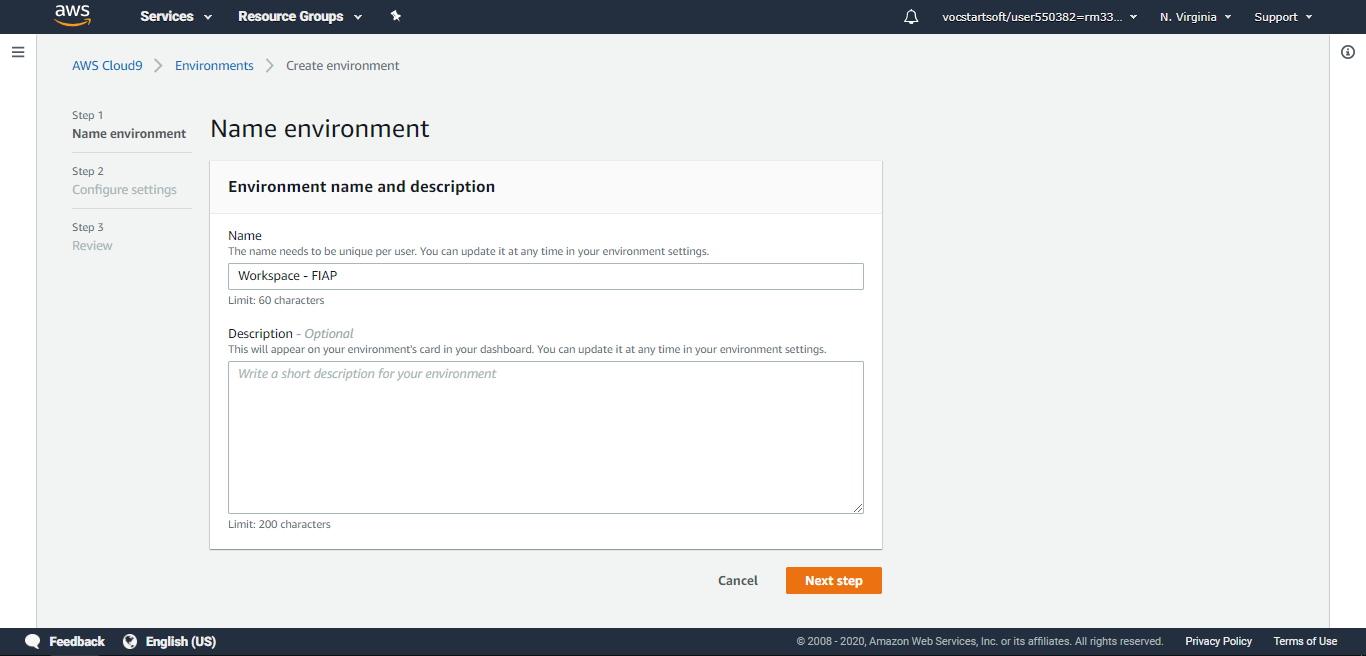 aws Services Resource Groups vocstartsoft/user550382=rm33... N. Virginia Support
AWS Cloud9 Environments Create environment
Step 1
Name environment
Step 2
Configure settings
Step 3
Review
Name environment
Environment name and description
Name
The name needs to be unique per user. You can update it at any time in your environment settings.
Workspace - FIAP
Limit: 60 characters
Description - Optional
This will appear on your environment's card in your dashboard. You can update it at any time in your environment settings.
Write a short description for your environment
Limit: 200 characters
Cancel Next step
Feedback English (US) © 2008 - 2020, Amazon Web Services, Inc. or its affiliates. All rights reserved. Privacy Policy Terms of Use